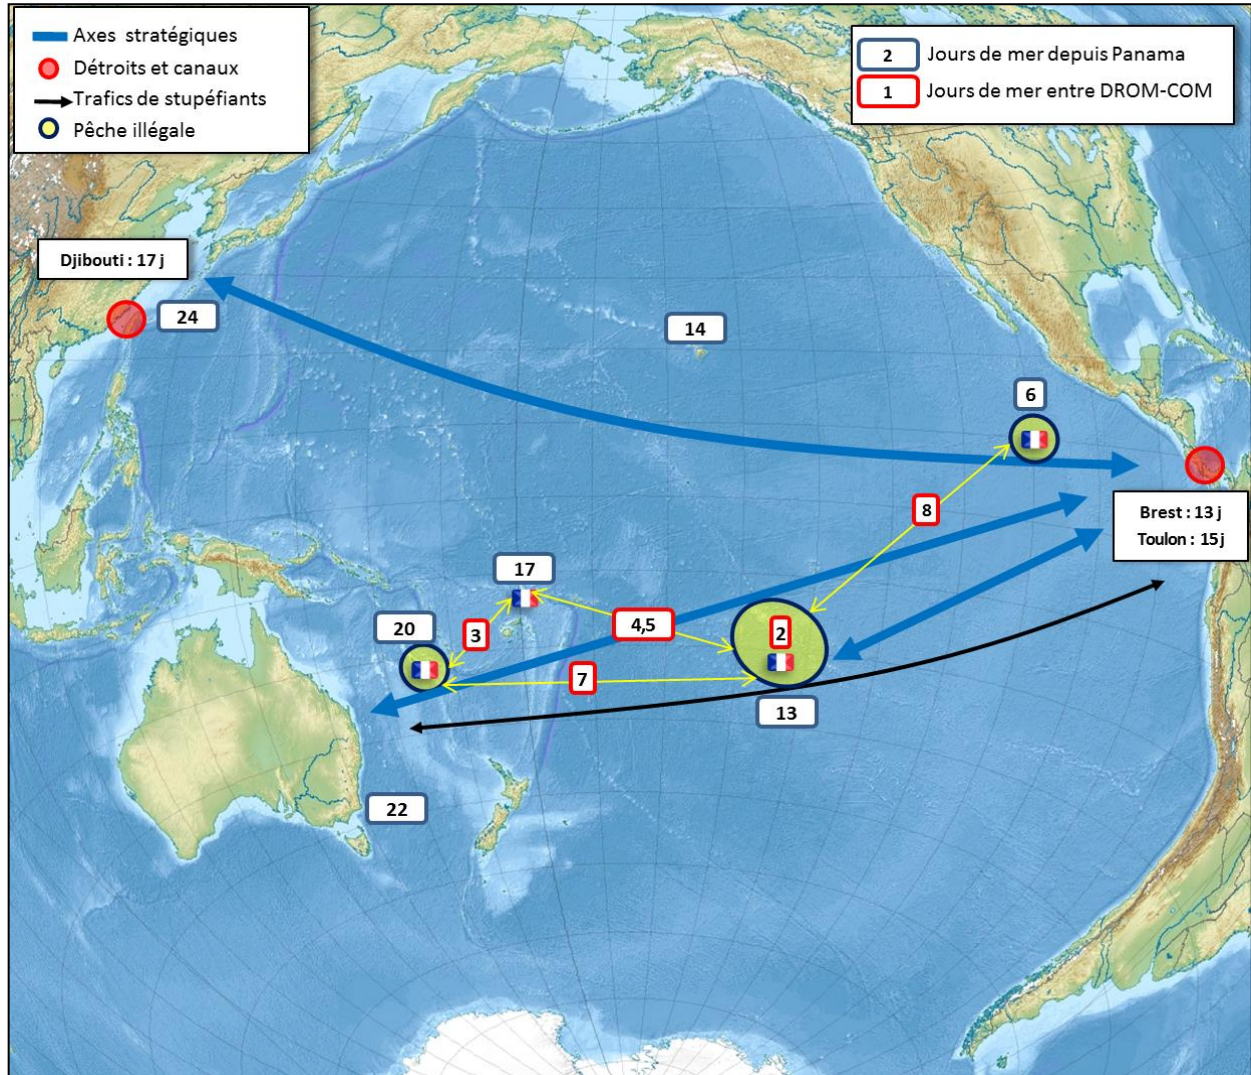 Axes stratégiques
Détroits et canaux
Trafics de stupéfiants
Pêche illégale
2 Jours de mer depuis Panama
1 Jours de mer entre DROM-COM
Djibouti : 17 j
24
14
6
8
Brest : 13 j
Toulon : 15 j
17
20
3
4,5
2
7
13
22